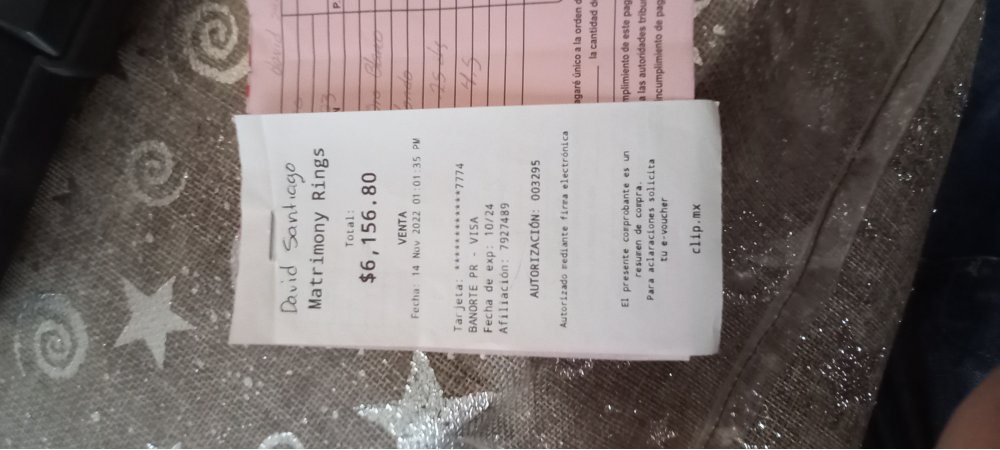 David Santiago
Matrimony Rings
Total:
$6,156.80
VENTA
Fecha: 14 Nov 2022 01:01:35 PM
Tarjeta: ************7774
BANORTE PR - VISA
Fecha de exp: 10/24
Afiliación: 7927489
AUTORIZACIÓN: 003295
Autorizado mediante firma electrónica
El presente comprobante es un
resumen de compra.
Para aclaraciones solicita
tu e-voucher
clip.mx
agaré único a la orden d
la cantidad de
mplimiento de este pag
a las autoridades tribu
incumplimiento de pag